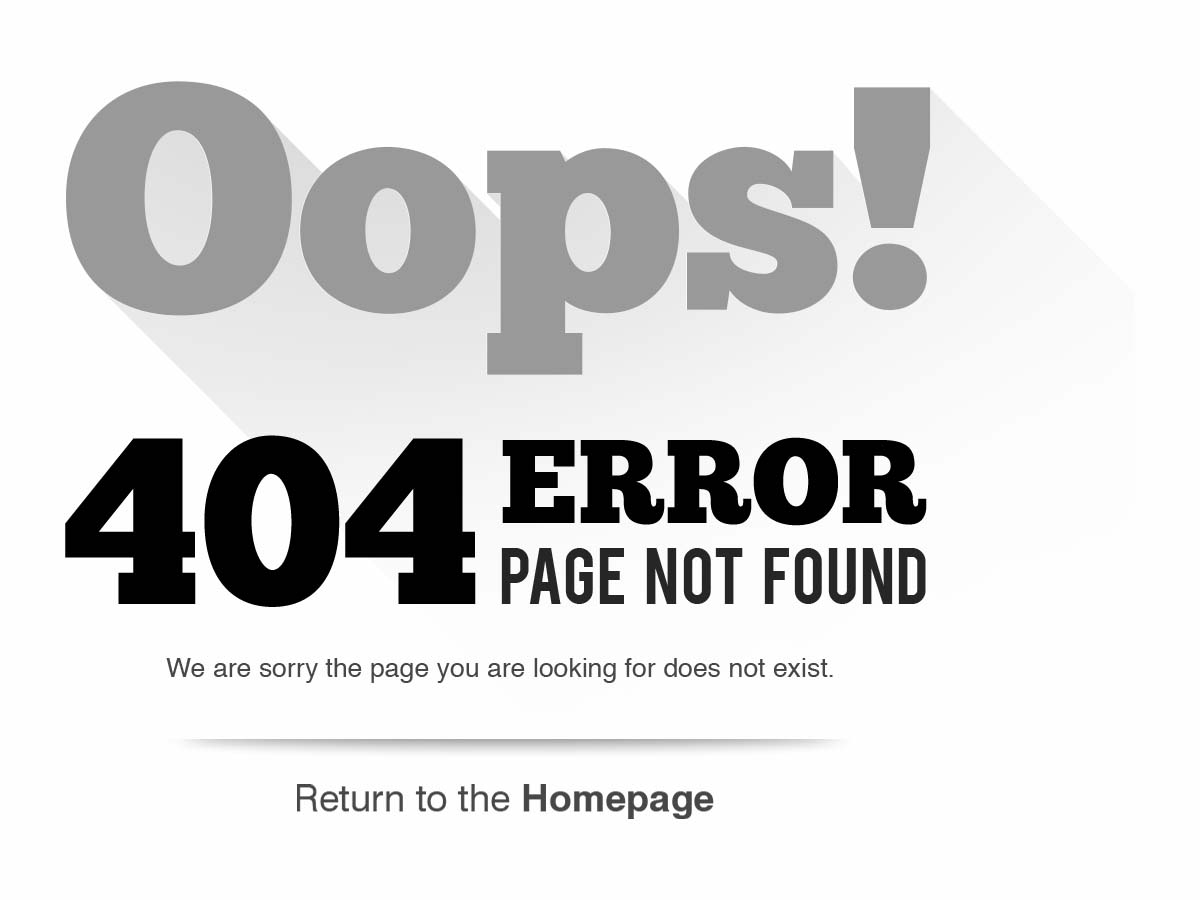 Oops!
404 ERROR
PAGE NOT FOUND
We are sorry the page you are looking for does not exist.
Return to the Homepage